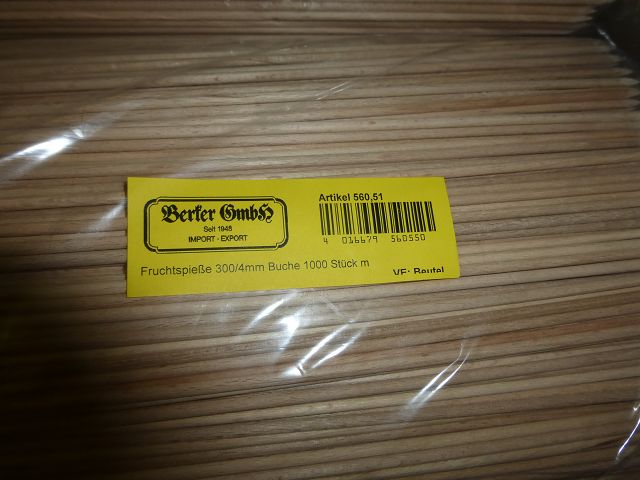 Berker GmbH
Seit 1948
IMPORT - EXPORT
Artikel 560,51
4 016679 560550
Fruchtspieße 300/4mm Buche 1000 Stück m
VE: Beutel